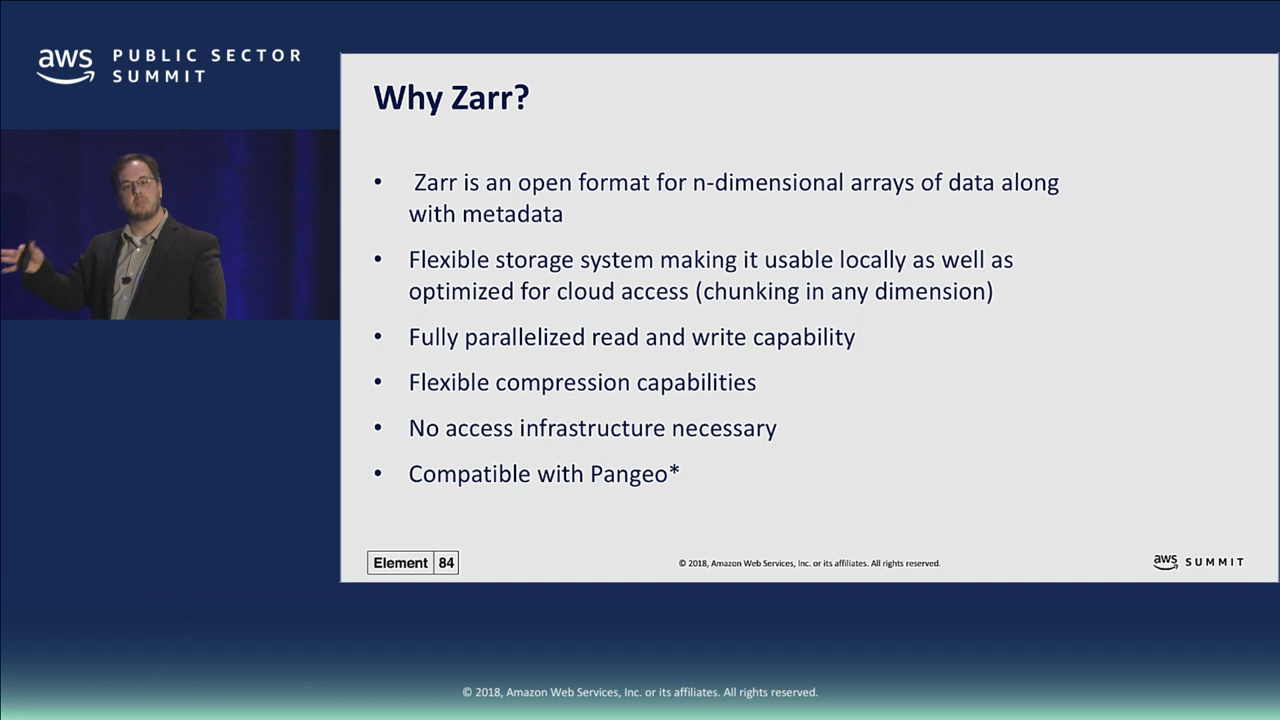 aws PUBLIC SECTOR
SUMMIT
Why Zarr?
• Zarr is an open format for n-dimensional arrays of data along
with metadata
• Flexible storage system making it usable locally as well as
optimized for cloud access (chunking in any dimension)
• Fully parallelized read and write capability
• Flexible compression capabilities
• No access infrastructure necessary
• Compatible with Pangeo*
Element 84
© 2018, Amazon Web Services, Inc. or its affiliates. All rights reserved.
aws SUMMIT
© 2018, Amazon Web Services, Inc. or its affiliates. All rights reserved.